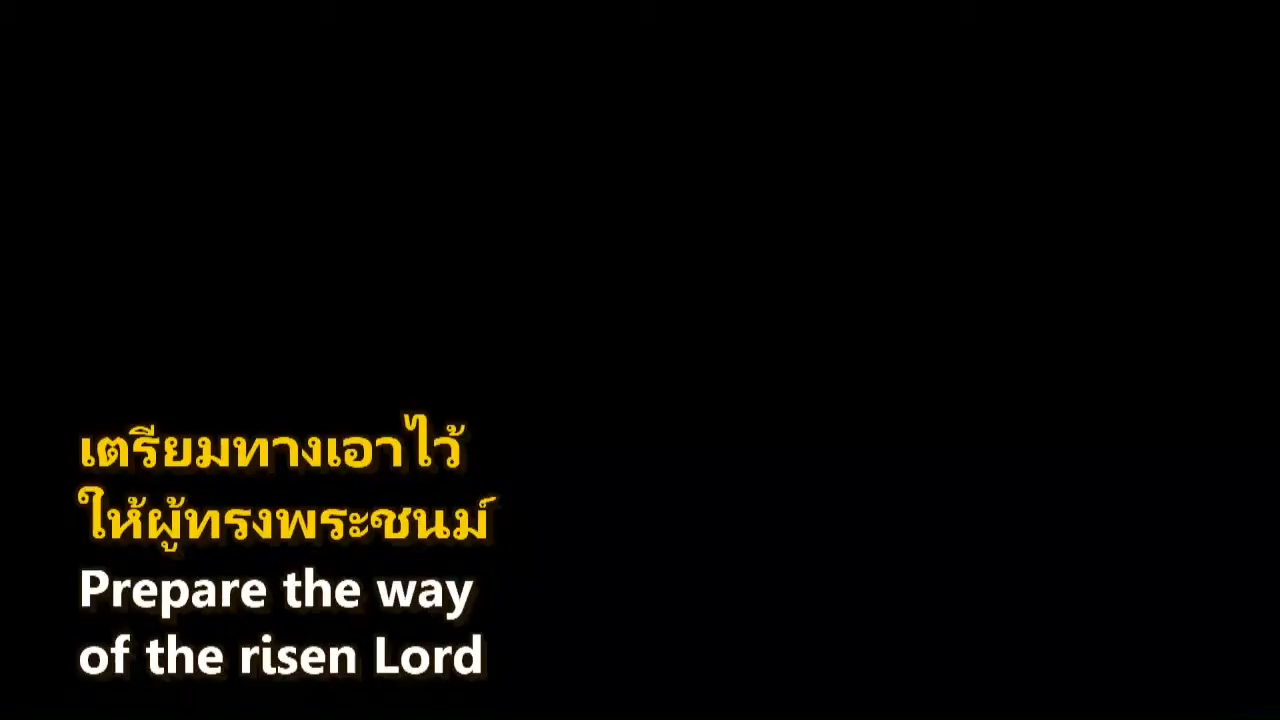 เตรียมทางเอาไว้
ให้ผู้ทรงพระชนม์
Prepare the way
of the risen Lord